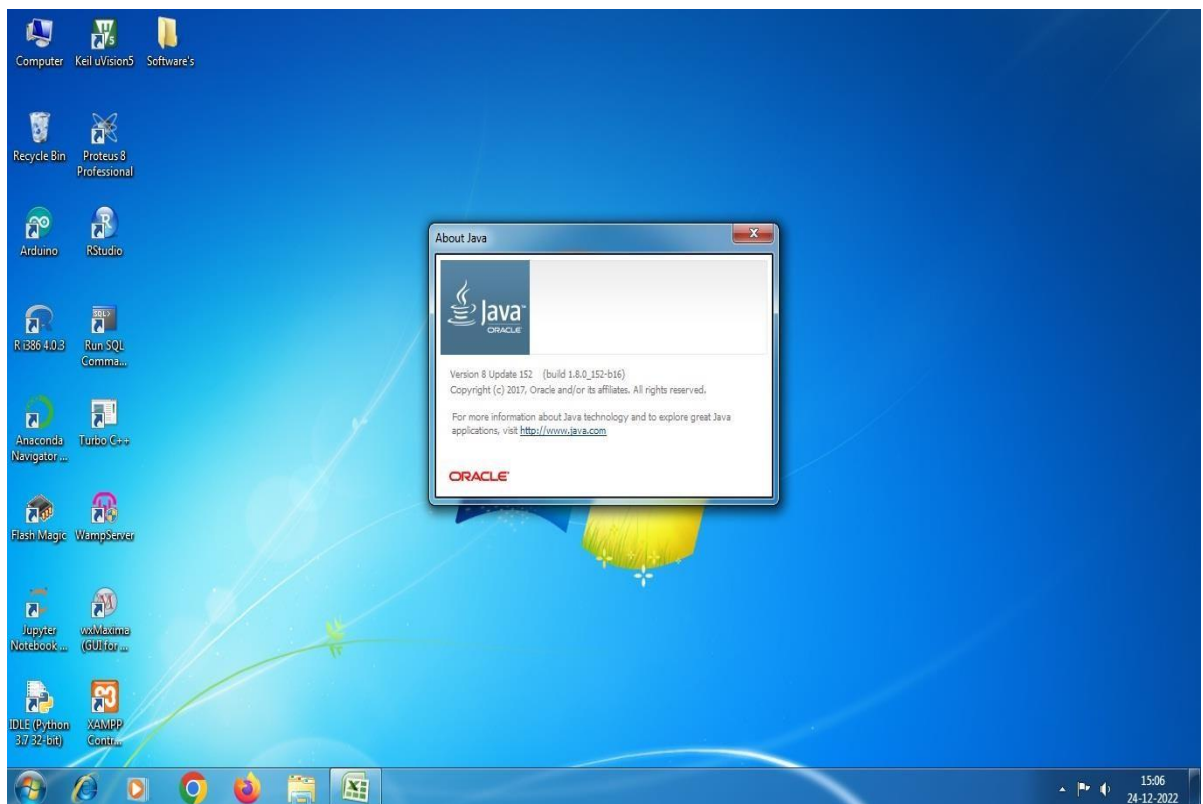 Computer
Keil uVision5
Software's
Recycle Bin
Proteus 8
Professional
Arduino
RStudio
R i386 4.0.3
SQL>
Run SQL
Comma...
Anaconda
Navigator ...
Turbo C++
Flash Magic
WampServer
Jupyter
Notebook ...
wxMaxima
(GUI for ...
IDLE (Python
3.7 32-bit)
XAMPP
Contr...
About Java
Java™
ORACLE
Version 8 Update 152 (build 1.8.0_152-b16)
Copyright (c) 2017, Oracle and/or its affiliates. All rights reserved.
For more information about Java technology and to explore great Java
applications, visit http://www.java.com
ORACLE
15:06
24-12-2022